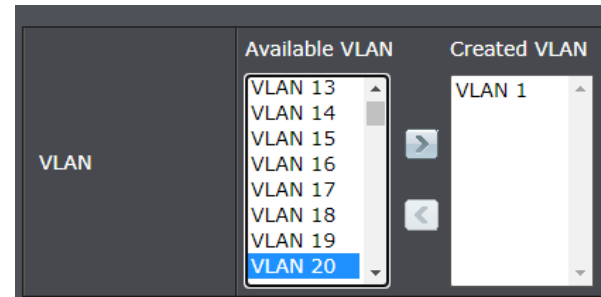 Available VLAN Created VLAN
VLAN
VLAN 13
VLAN 14
VLAN 15
VLAN 16
VLAN 17
VLAN 18
VLAN 19
VLAN 20
VLAN 1